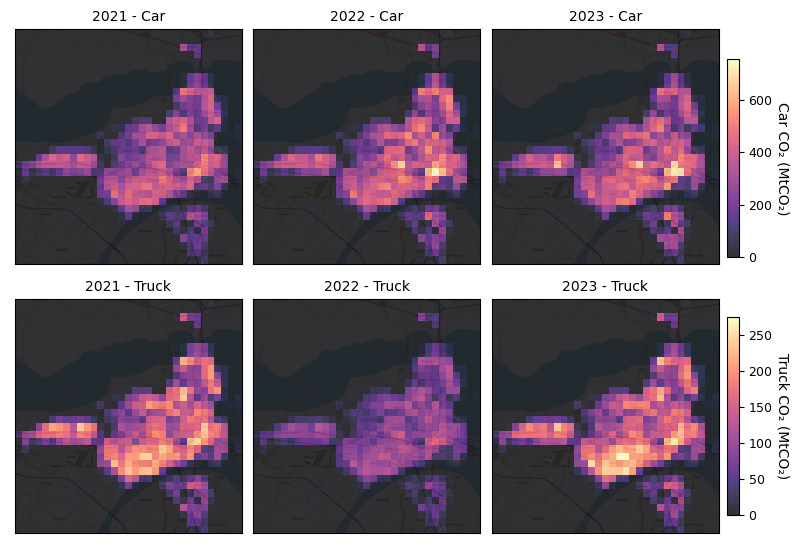 2021 - Car
2022 - Car
2023 - Car
600
400
200
0
Car CO₂ (MtCO₂)
2021 - Truck
2022 - Truck
2023 - Truck
250
200
150
100
50
0
Truck CO₂ (MtCO₂)